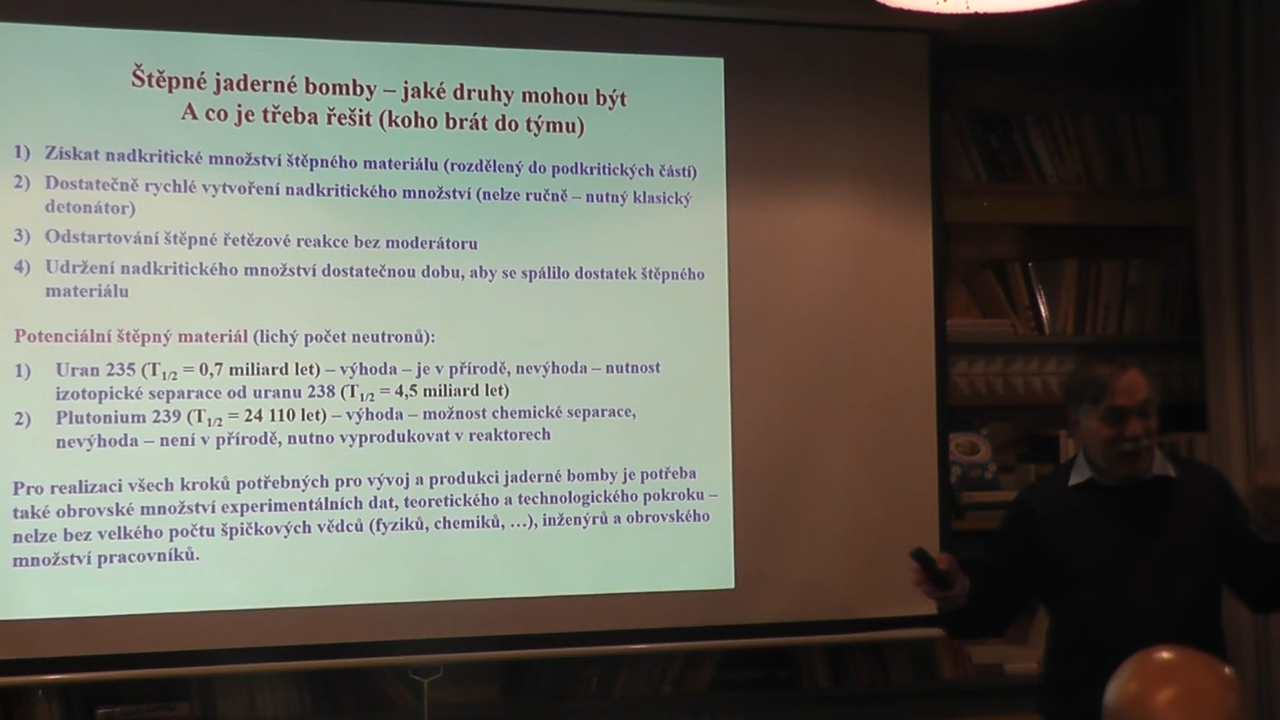 Štěpné jaderné bomby – jaké druhy mohou být
A co je třeba řešit (koho brát do týmu)
1) Získat nadkritické množství štěpného materiálu (rozdělený do podkritických částí)
2) Dostatečně rychlé vytvoření nadkritického množství (nelze ručně – nutný klasický
detonátor)
3) Odstartování štěpné řetězové reakce bez moderátoru
4) Udržení nadkritického množství dostatečnou dobu, aby se spálilo dostatek štěpného
materiálu
Potenciální štěpný materiál (lichý počet neutronů):
1) Uran 235 (T1/2 = 0,7 miliard let) – výhoda – je v přírodě, nevýhoda – nutnost
izotopické separace od uranu 238 (T1/2 = 4,5 miliard let)
2) Plutonium 239 (T1/2 = 24 110 let) – výhoda – možnost chemické separace,
nevýhoda – není v přírodě, nutno vyprodukovat v reaktorech
Pro realizaci všech kroků potřebných pro vývoj a produkci jaderné bomby je potřeba
také obrovské množství experimentálních dat, teoretického a technologického pokroku –
nelze bez velkého počtu špičkových vědců (fyziků, chemiků, …), inženýrů a obrovského
množství pracovníků.